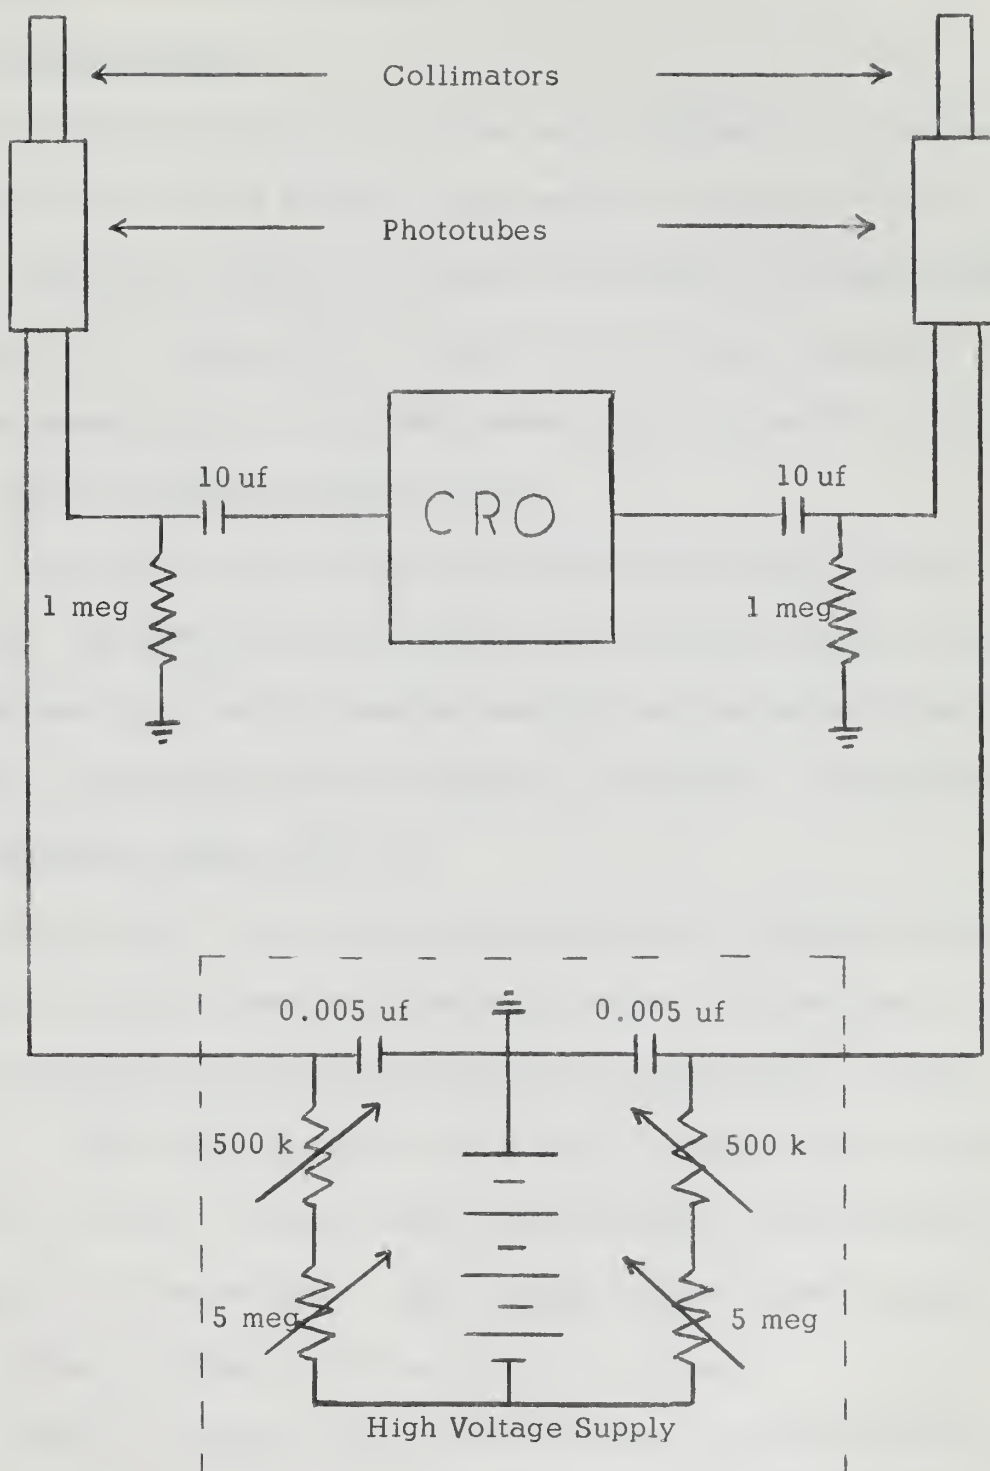 Collimators
Phototubes
10 uf
10 uf
CRO
1 meg
1 meg
0.005 uf
0.005 uf
500 k
500 k
5 meg
5 meg
High Voltage Supply